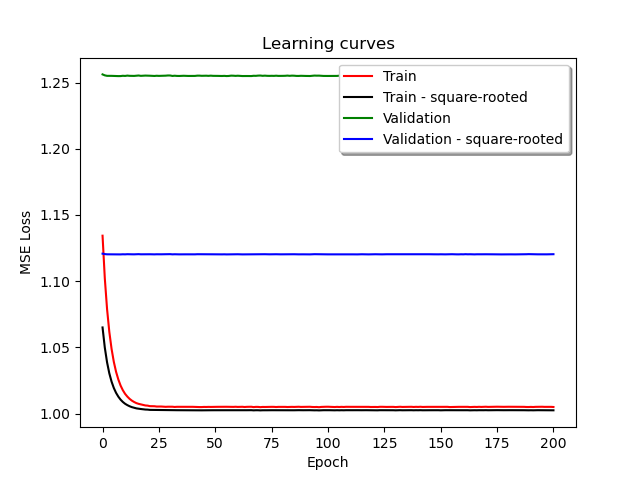 Learning curves
Train
Train - square-rooted
Validation
Validation - square-rooted
1.25
1.20
1.15
1.10
1.05
1.00
MSE Loss
0 25 50 75 100 125 150 175 200
Epoch